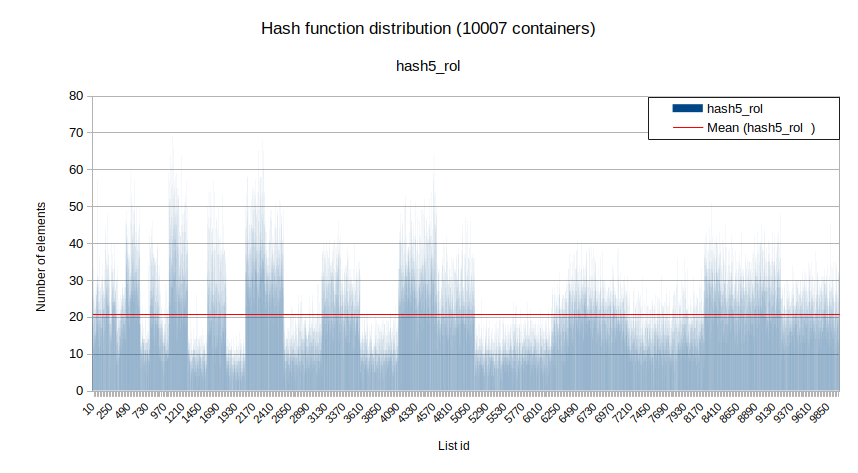 Hash function distribution (10007 containers)
hash5_rol
hash5_rol
Mean (hash5_rol )
Number of elements
80
70
60
50
40
30
20
10
0
10 250 490 730 970 1210 1450 1690 1930 2170 2410 2650 2890 3130 3370 3610 3850 4090 4330 4570 4810 5050 5290 5530 5770 6010 6250 6490 6730 6970 7210 7450 7690 7930 8170 8410 8650 8890 9130 9370 9610 9850
List id